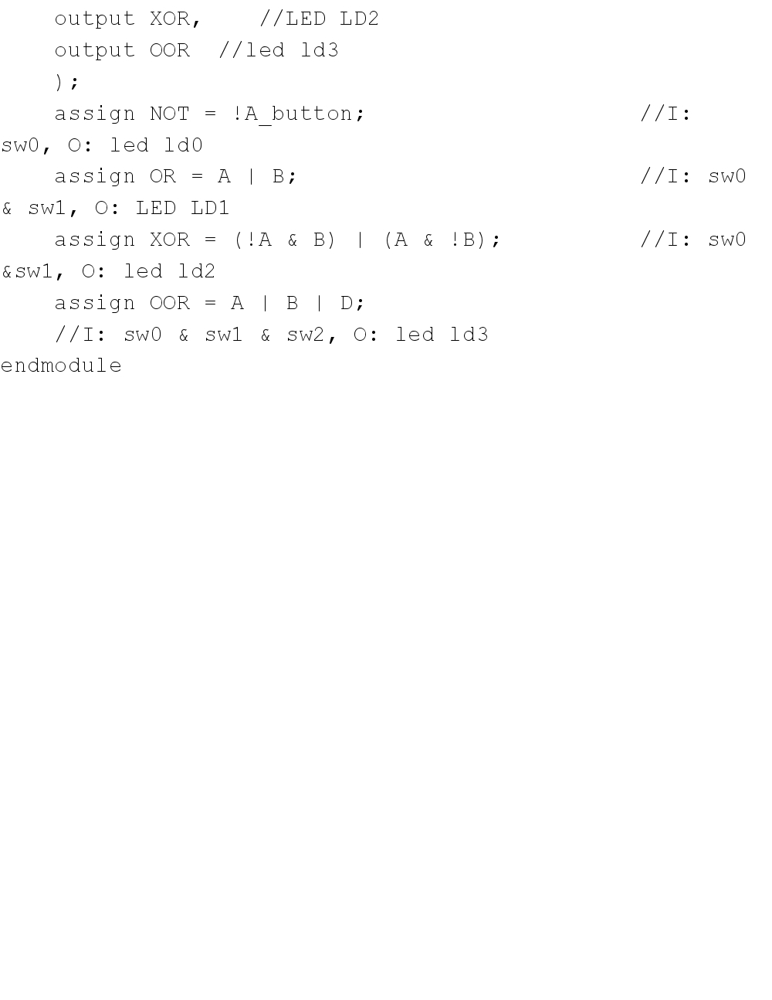 output XOR,    //LED LD2
output OOR  //led ld3
);
assign NOT = !A_button;                    //I:
sw0, O: led ld0
assign OR = A | B;                         //I: sw0
& sw1, O: LED LD1
assign XOR = (!A & B) | (A & !B);          //I: sw0
&sw1, O: led ld2
assign OOR = A | B | D;
//I: sw0 & sw1 & sw2, O: led ld3
endmodule